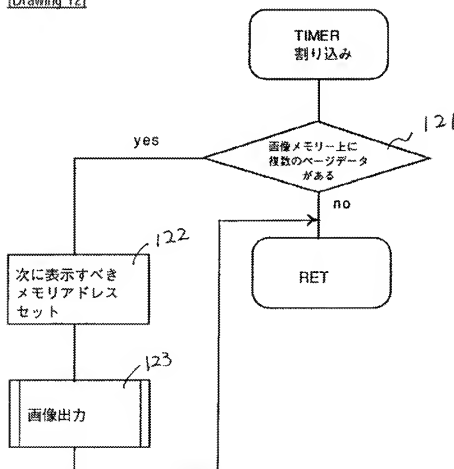 [Drawing 12]
TIMER
割り込み
121
画像メモリー上に
複数のページデータ
がある
yes
no
122
次に表示すべき
メモリアドレス
セット
RET
123
画像出力